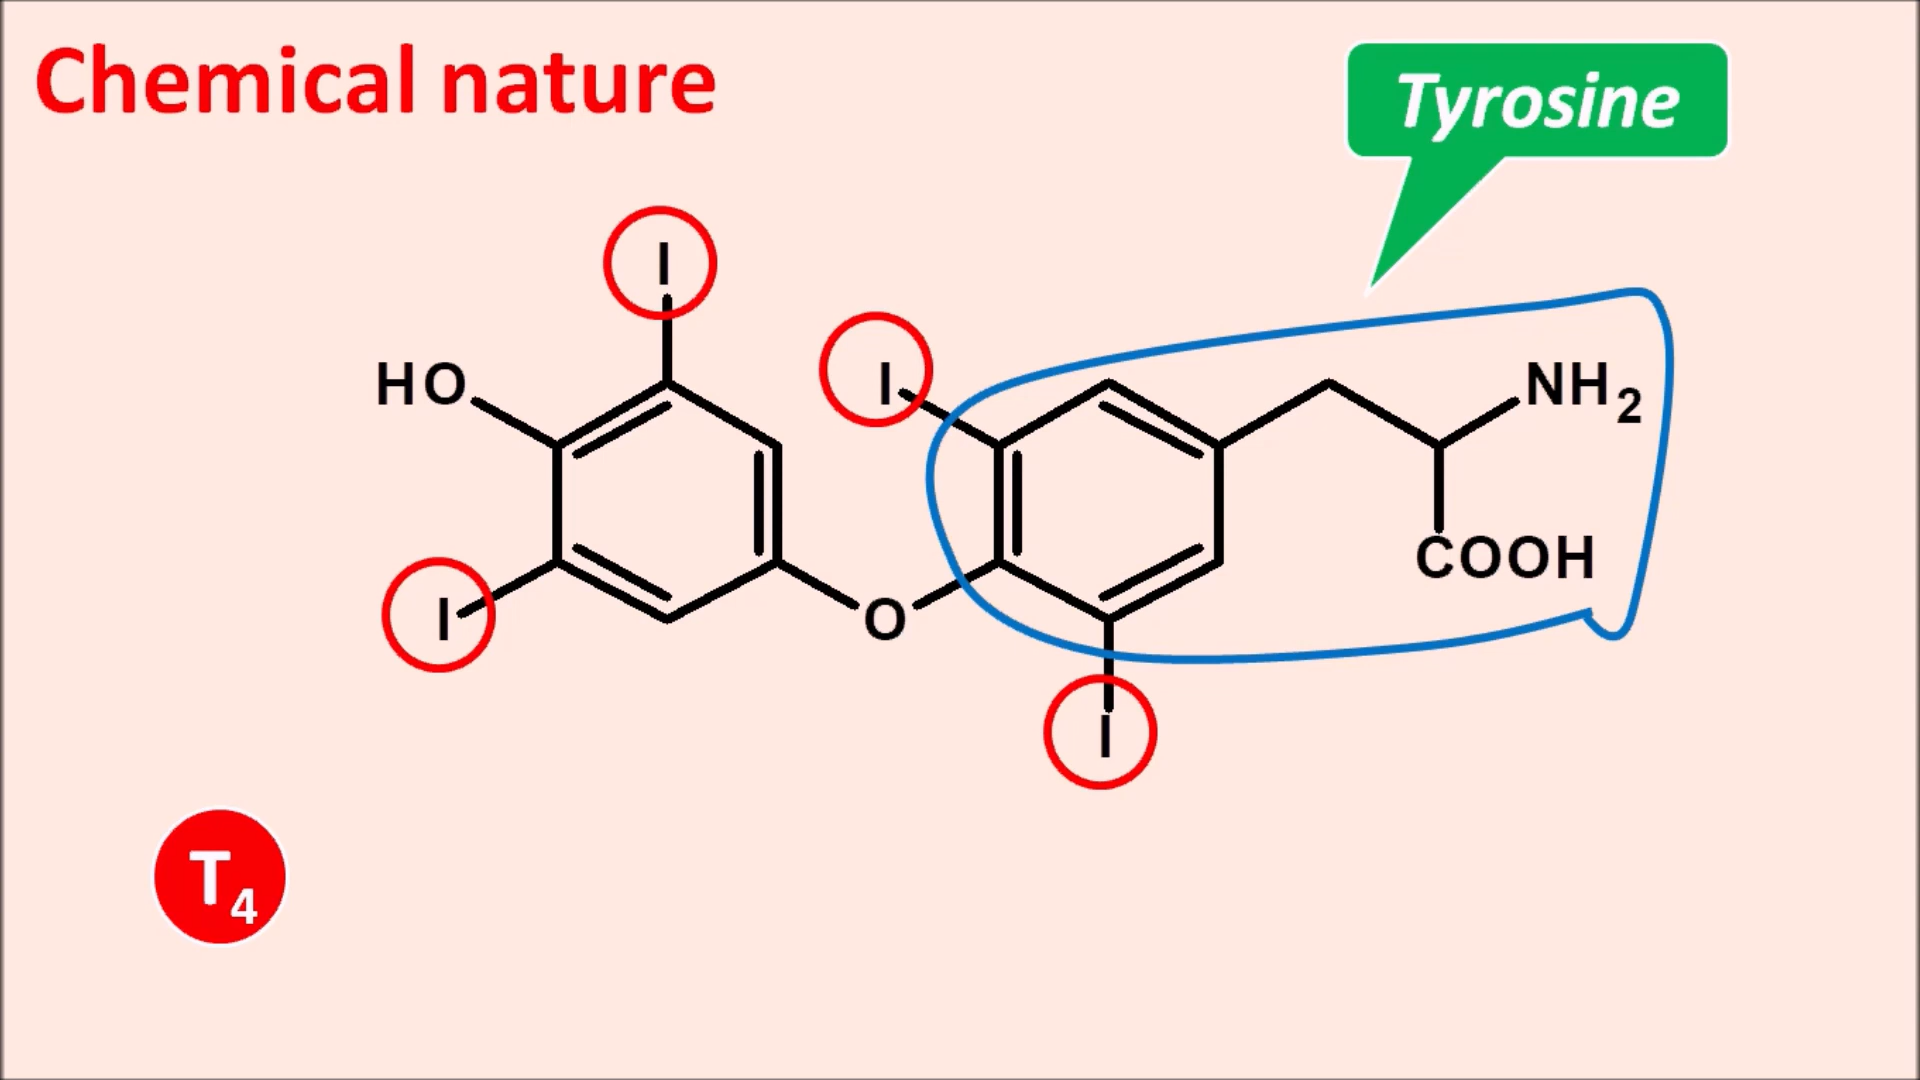 Chemical nature
Tyrosine
I
I
HO
NH2
COOH
I
O
I
T4